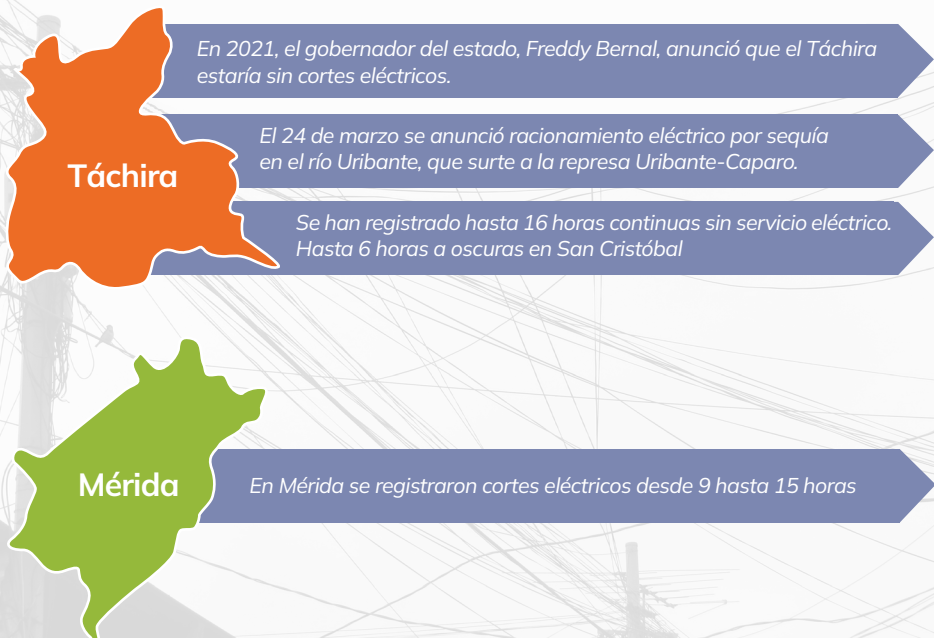 En 2021, el gobernador del estado, Freddy Bernal, anunció que el Táchira
estaría sin cortes eléctricos.
El 24 de marzo se anunció racionamiento eléctrico por sequía
en el río Uribante, que surte a la represa Uribante-Caparo.
Táchira
Se han registrado hasta 16 horas continuas sin servicio eléctrico.
Hasta 6 horas a oscuras en San Cristóbal
Mérida
En Mérida se registraron cortes eléctricos desde 9 hasta 15 horas